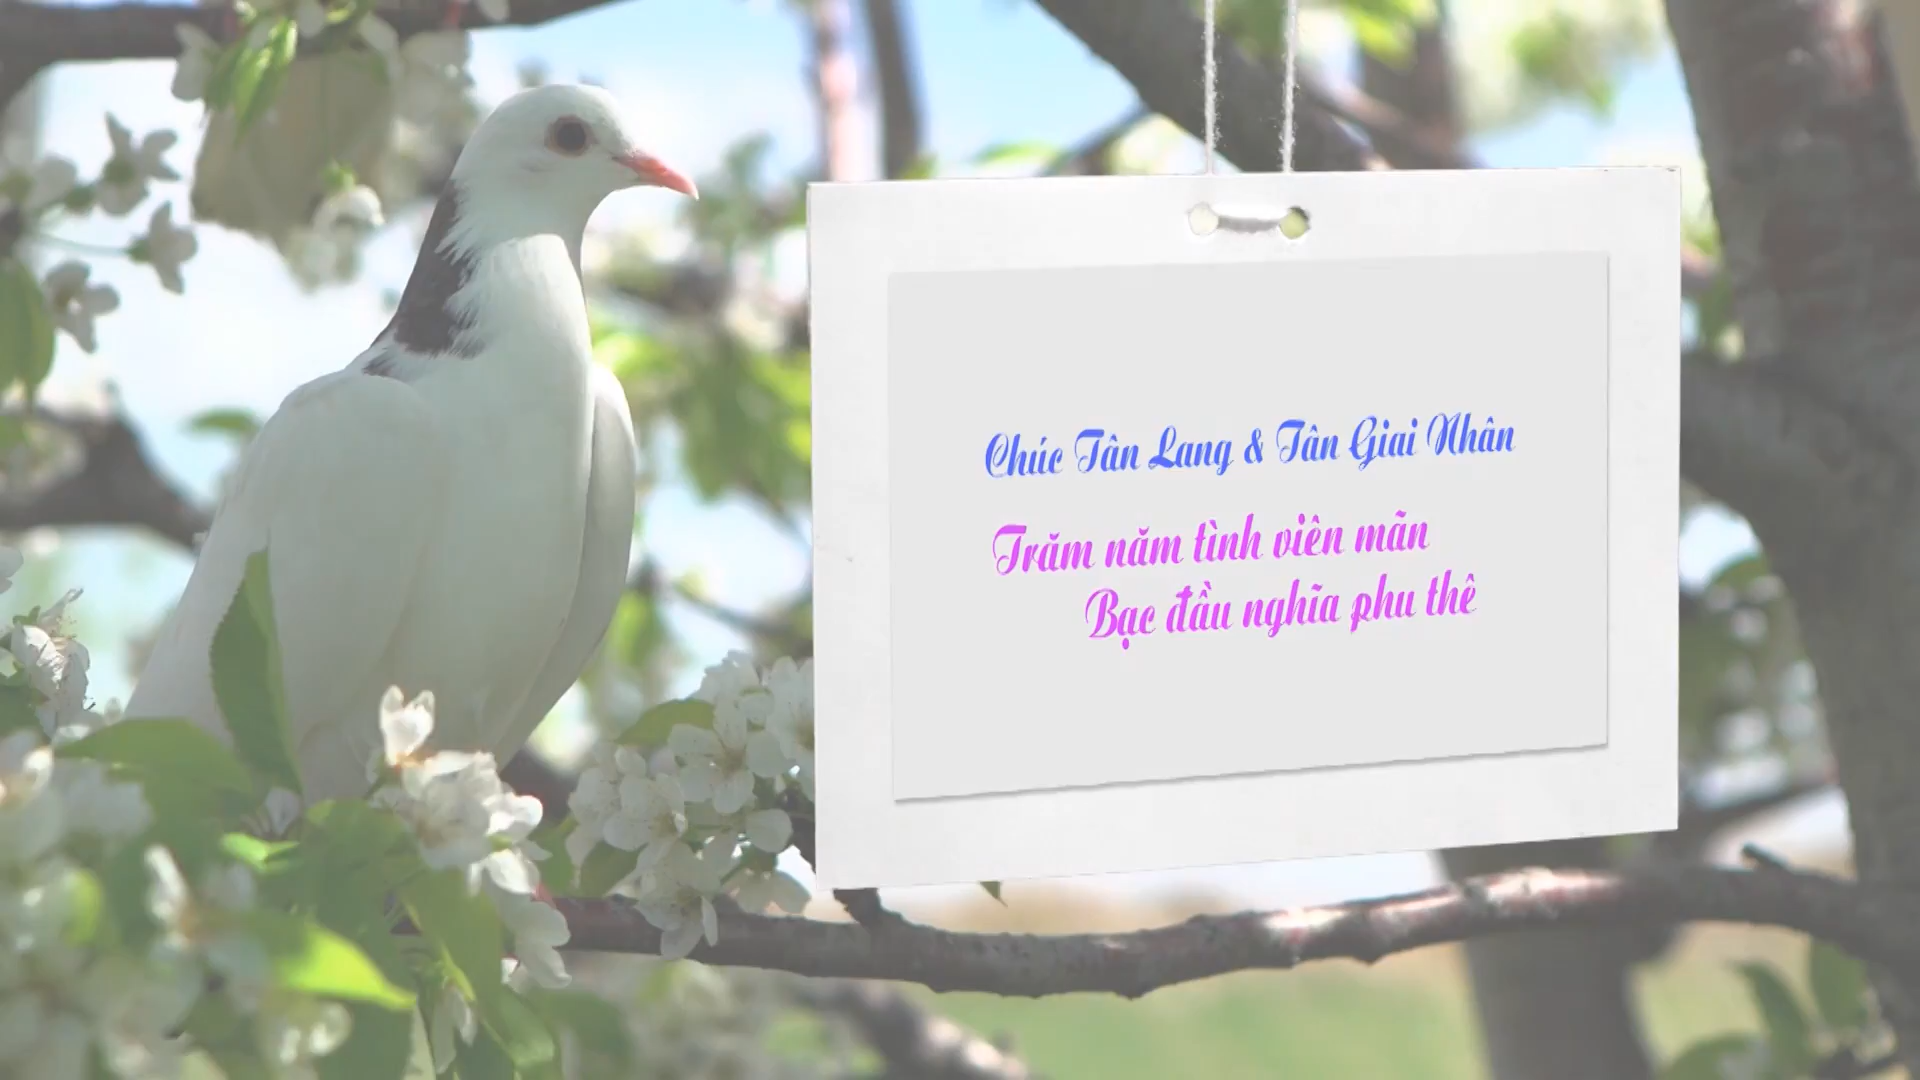 Chúc Tân Lang & Tân Giai Nhân
Trăm năm tình viên mãn
Bạc đầu nghĩa phu thê